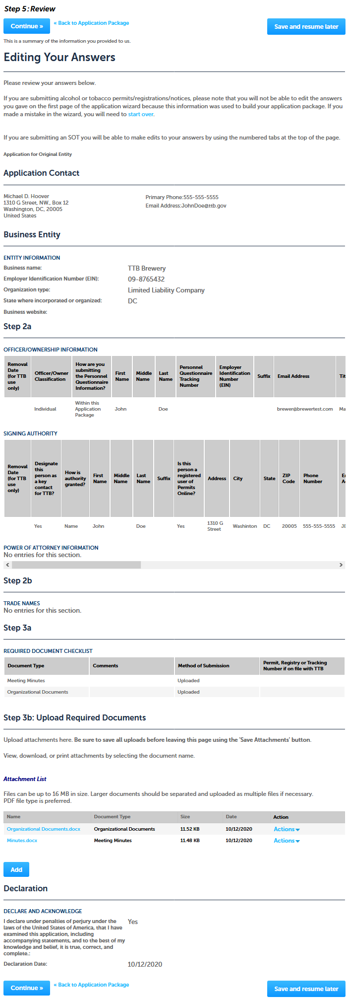 Step 5: Review
Continue »
« Back to Application Package
Save and resume later
This is a summary of the information you provided to us.
Editing Your Answers
Please review your answers below.
If you are submitting alcohol or tobacco permits/registrations/notices, please note that you will not be able to edit the answers
you gave on the first page of the application wizard because this information was used to build your application package. If you
made a mistake in the wizard, you will need to start over.
If you are submitting an SOT you will be able to make edits to your answers by using the numbered tabs at the top of the page.
Application for Original Entity
Application Contact
Michael D. Hoover
1310 G Street, NW., Box 12
Washington, DC, 20005
United States
Primary Phone:555-555-5555
Email Address:JohnDoe@ttb.gov
Business Entity
ENTITY INFORMATION
Business name: TTB Brewery
Employer Identification Number (EIN): 09-8765432
Organization type: Limited Liability Company
State where incorporated or organized: DC
Business website:
Step 2a
OFFICER/OWNERSHIP INFORMATION
Removal Date (for TTB use only) Officer/Owner Classification How are you submitting the Personnel Questionnaire Information? First Name Middle Name Last Name Personnel Questionnaire Tracking Number Employer Identification Number (EIN) Suffix Email Address Tit
Individual Within this Application Package John Doe brewer@brewertest.com Ma
SIGNING AUTHORITY
Removal Date (for TTB use only) Designate this person as a key contact for TTB? How is authority granted? First Name Middle Name Last Name Suffix Is this person a registered user of Permits Online? Address City State ZIP Code Phone Number Er Ac
Yes Name John Doe Yes 1310 G Street Washinton DC 20005 555-555-5555 JD
POWER OF ATTORNEY INFORMATION
No entries for this section.
Step 2b
TRADE NAMES
No entries for this section.
Step 3a
REQUIRED DOCUMENT CHECKLIST
Document Type Comments Method of Submission Permit, Registry or Tracking Number if on file with TTB
Meeting Minutes Uploaded
Organizational Documents Uploaded
Step 3b: Upload Required Documents
Upload attachments here. Be sure to save all uploads before leaving this page using the 'Save Attachments' button.
View, download, or print attachments by selecting the document name.
Attachment List
Files can be up to 16 MB in size. Larger documents should be separated and uploaded as multiple files if necessary.
PDF file type is preferred.
Name Document Type Size Date Action
Organizational Documents.docx Organizational Documents 11.52 KB 10/12/2020 Actions
Minutes.docx Meeting Minutes 11.48 KB 10/12/2020 Actions
Add
Declaration
DECLARE AND ACKNOWLEDGE
I declare under penalties of perjury under the Yes
laws of the United States of America, that I have
examined this application, including
accompanying statements, and to the best of my
knowledge and belief, it is true, correct, and
complete.:
Declaration Date: 10/12/2020
Continue »
« Back to Application Package
Save and resume later